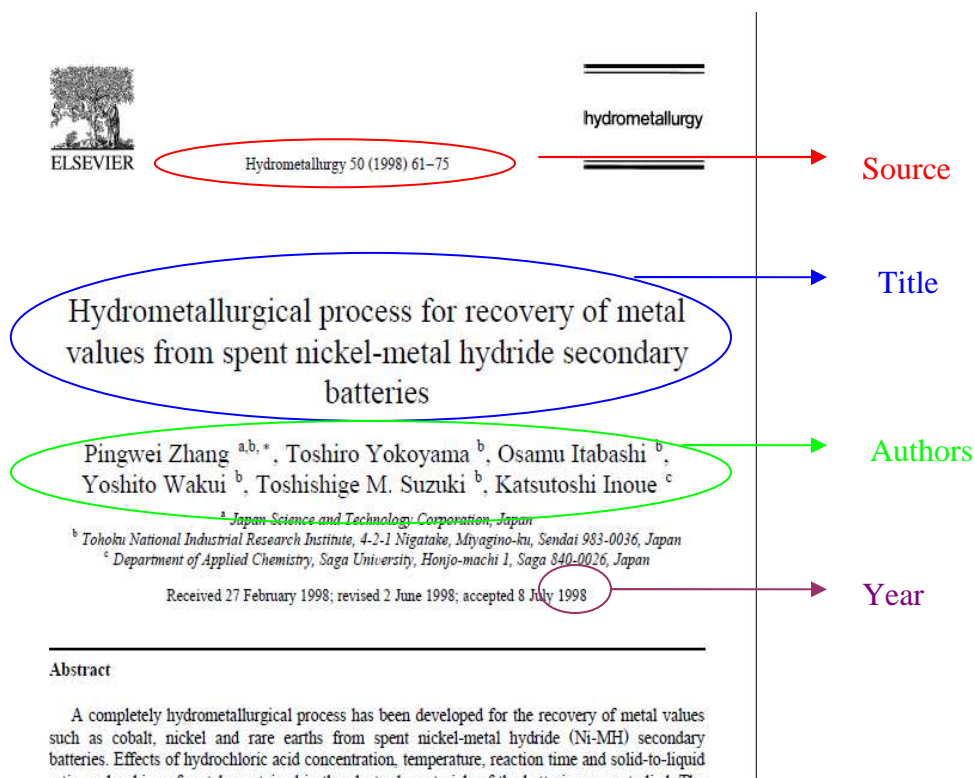 hydrometallurgy
ELSEVIER
Hydrometallurgy 50 (1998) 61–75
Source
Title
Hydrometallurgical process for recovery of metal
values from spent nickel-metal hydride secondary
batteries
Authors
Pingwei Zhang a,b,*, Toshiro Yokoyama b, Osamu Itabashi b,
Yoshito Wakui b, Toshishige M. Suzuki b, Katsutoshi Inoue c
a Japan Science and Technology Corporation, Japan
b Tohoku National Industrial Research Institute, 4-2-1 Nigatake, Miyagino-ku, Sendai 983-0036, Japan
c Department of Applied Chemistry, Saga University, Honjo-machi 1, Saga 840-0026, Japan
Received 27 February 1998; revised 2 June 1998; accepted 8 July 1998
Year
Abstract
A completely hydrometallurgical process has been developed for the recovery of metal values
such as cobalt, nickel and rare earths from spent nickel-metal hydride (Ni-MH) secondary
batteries. Effects of hydrochloric acid concentration, temperature, reaction time and solid-to-liquid